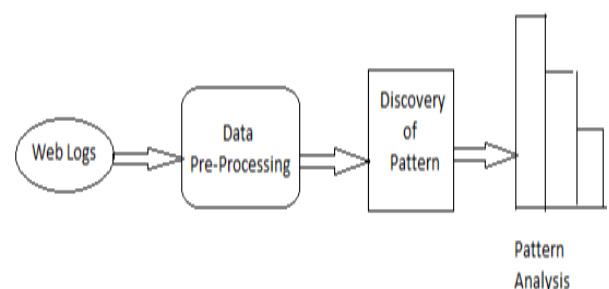 Web Logs
Data
Pre-Processing
Discovery
of
Pattern
Pattern
Analysis